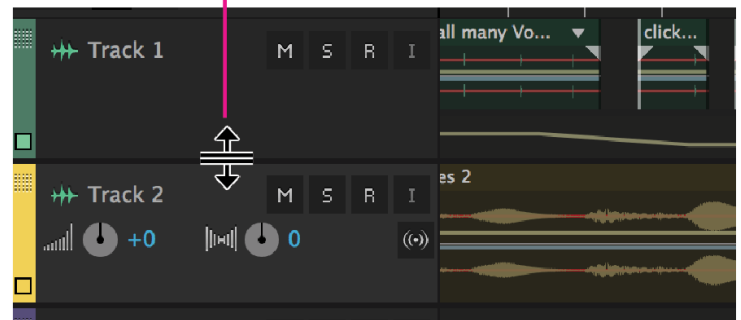 Track 1 M S R I
all many Vo... click...
Track 2 M S R I
es 2
+0 0